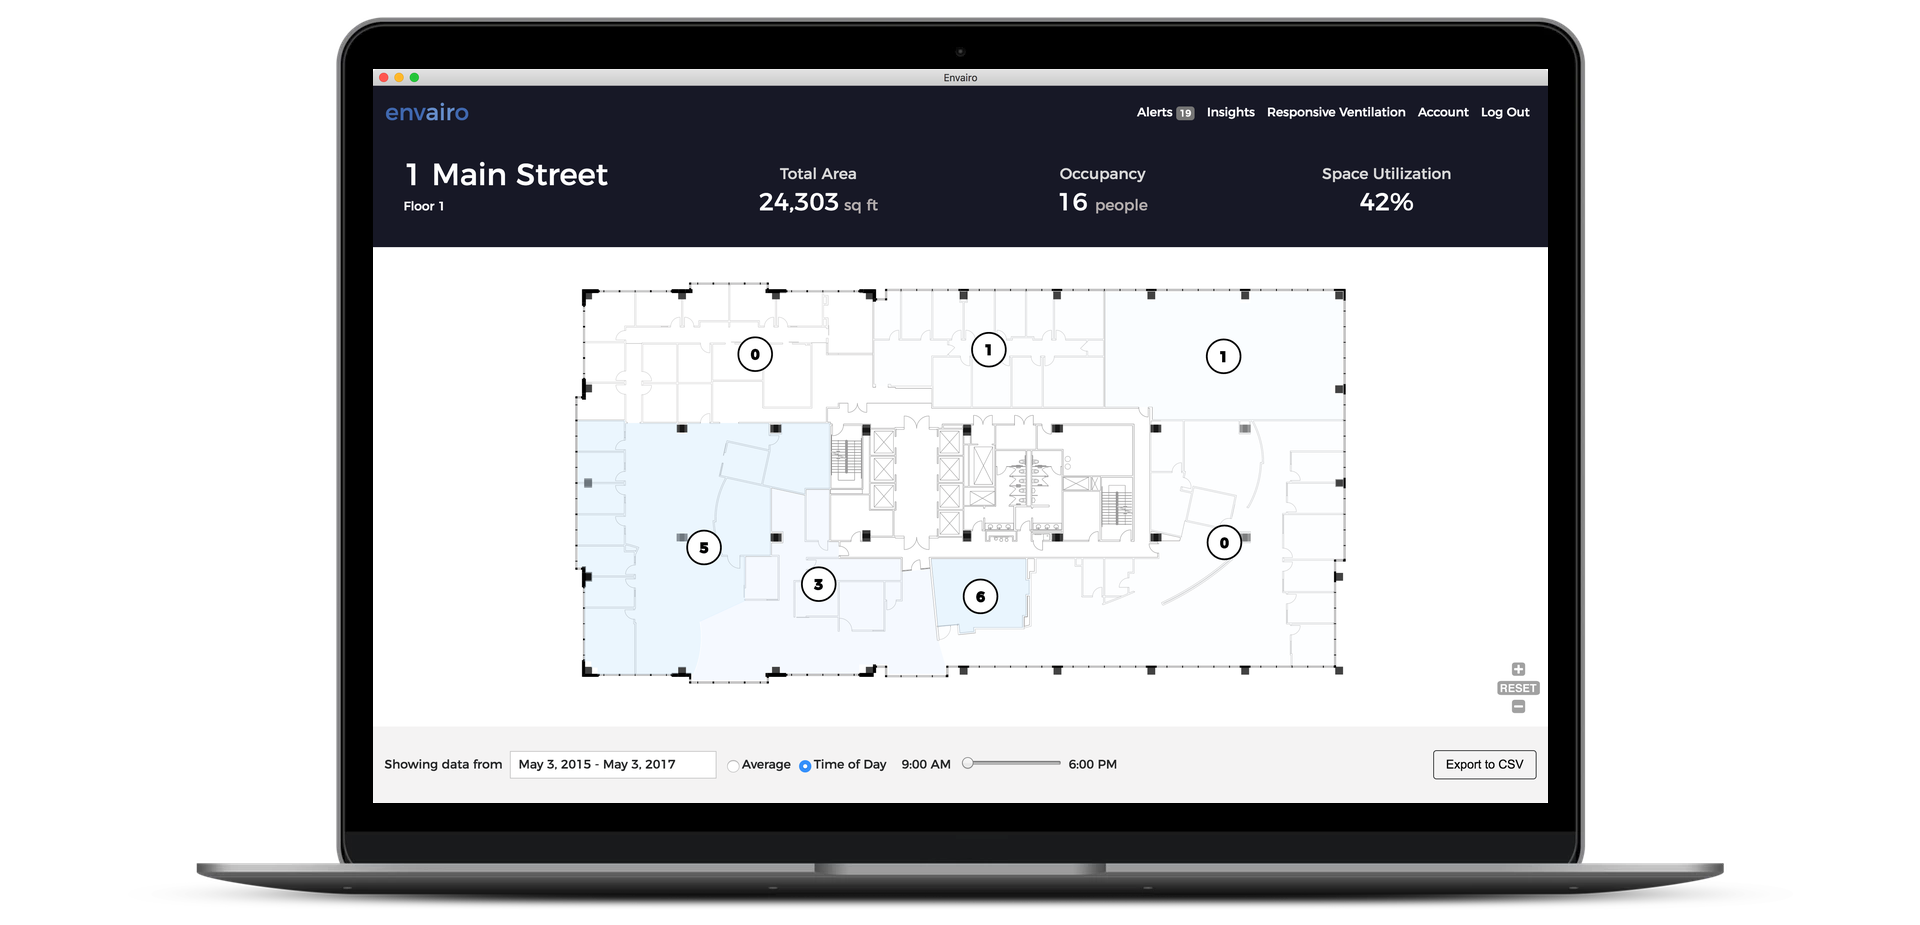 Envairo
envairo
Alerts 19 Insights Responsive Ventilation Account Log Out
1 Main Street
Floor 1
Total Area
24,303 sq ft
Occupancy
16 people
Space Utilization
42%
0
1
1
5
3
6
0
RESET
Showing data from May 3, 2015 - May 3, 2017 Average Time of Day 9:00 AM 6:00 PM Export to CSV